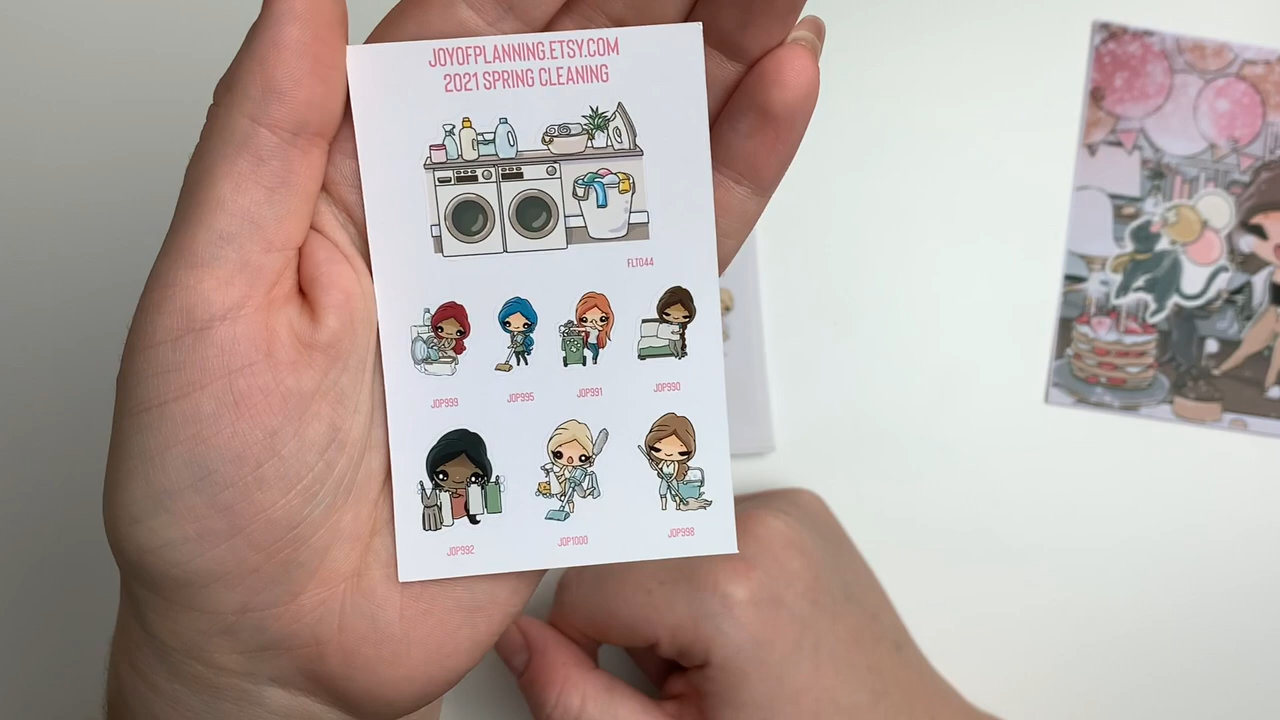 JOYOFPLANNING.ETSY.COM
2021 SPRING CLEANING
FLT044
JOP999 JOP995 JOP991 JOP990
JOP992 JOP1000 JOP998